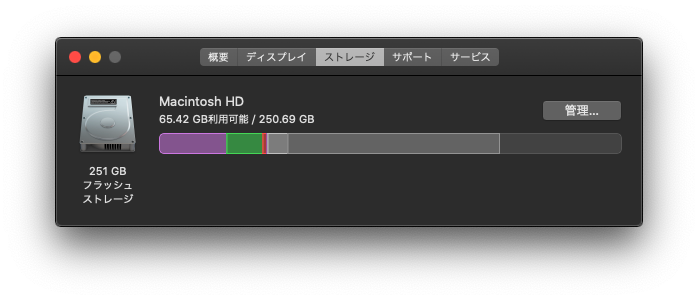 概要 ディスプレイ ストレージ サポート サービス
Macintosh HD
65.42 GB利用可能 / 250.69 GB
管理...
251 GB
フラッシュ
ストレージ